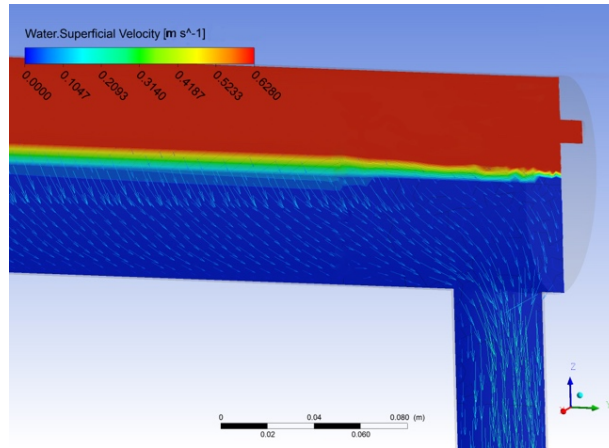 Water.Superficial Velocity [m s^-1]
0.0000 0.1047 0.2093 0.3140 0.4187 0.5233 0.6280
Z
Y
0 0.04 0.080 (m)
0.02 0.060